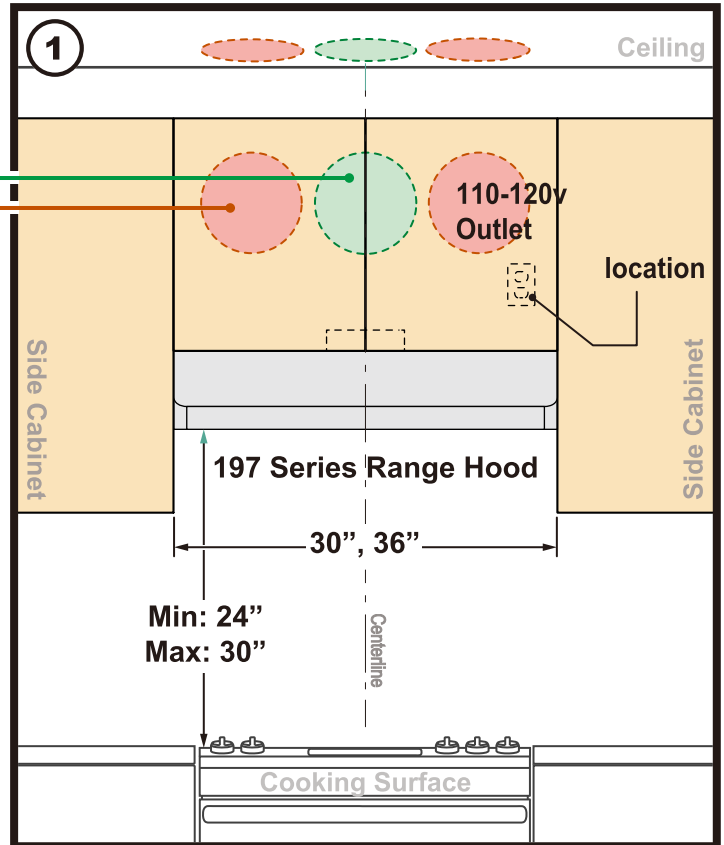 1
Ceiling
110-120v
Outlet
location
Side Cabinet
Side Cabinet
197 Series Range Hood
30”, 36”
Min: 24”
Max: 30”
Centerline
Cooking Surface